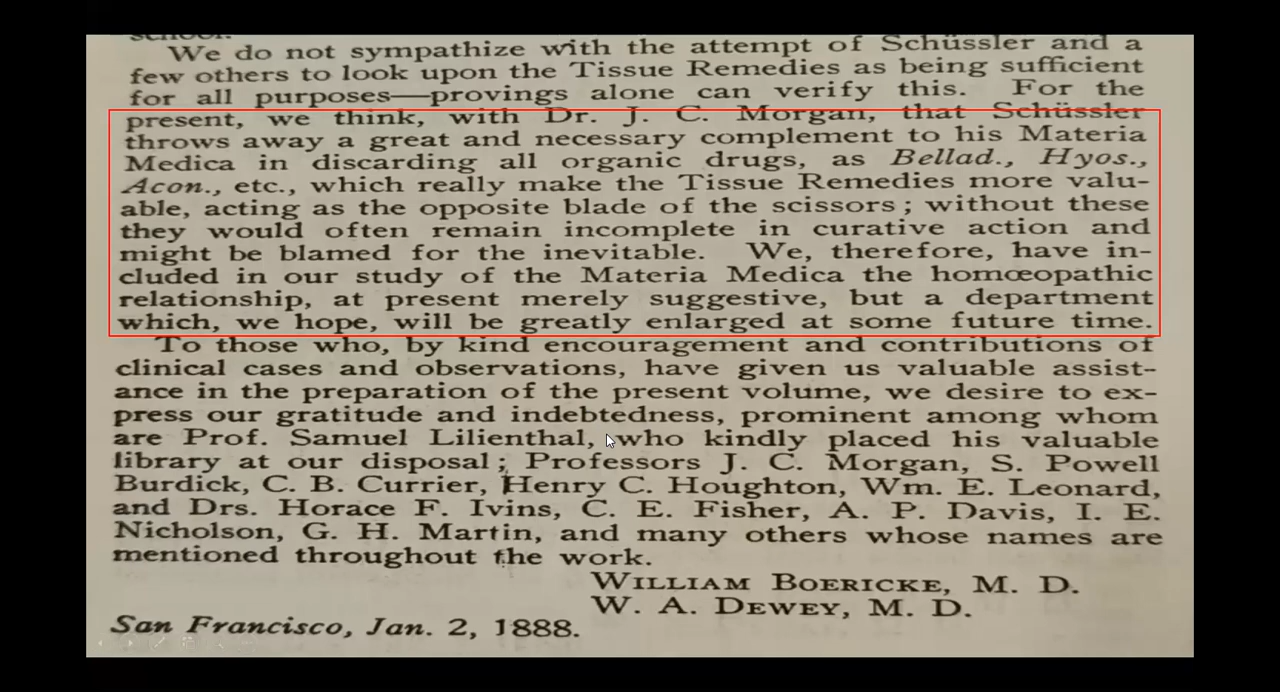 school.
We do not sympathize with the attempt of Schüssler and a
few others to look upon the Tissue Remedies as being sufficient
for all purposes—provings alone can verify this. For the
present, we think, with Dr. J. C. Morgan, that Schüssler
throws away a great and necessary complement to his Materia
Medica in discarding all organic drugs, as Bellad., Hyos.,
Acon., etc., which really make the Tissue Remedies more valu-
able, acting as the opposite blade of the scissors; without these
they would often remain incomplete in curative action and
might be blamed for the inevitable. We, therefore, have in-
cluded in our study of the Materia Medica the homœopathic
relationship, at present merely suggestive, but a department
which, we hope, will be greatly enlarged at some future time.
To those who, by kind encouragement and contributions of
clinical cases and observations, have given us valuable assist-
ance in the preparation of the present volume, we desire to ex-
press our gratitude and indebtedness, prominent among whom
are Prof. Samuel Lilienthal, who kindly placed his valuable
library at our disposal; Professors J. C. Morgan, S. Powell
Burdick, C. B. Currier, Henry C. Houghton, Wm. E. Leonard,
and Drs. Horace F. Ivins, C. E. Fisher, A. P. Davis, I. E.
Nicholson, G. H. Martin, and many others whose names are
mentioned throughout the work.
WILLIAM BOERICKE, M. D.
W. A. DEWEY, M. D.
San Francisco, Jan. 2, 1888.